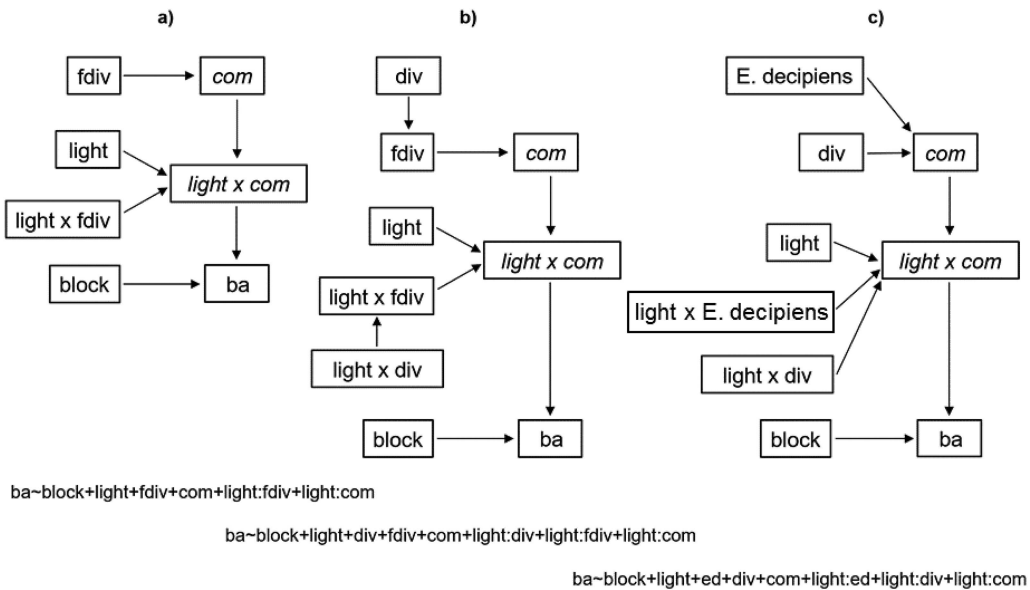 a)
fdiv
com
light
light x com
light x fdiv
block
ba
b)
div
fdiv
com
light
light x com
light x fdiv
light x div
block
ba
c)
E. decipiens
div
com
light
light x com
light x E. decipiens
light x div
block
ba
ba~block+light+fdiv+com+light:fdiv+light:com
ba~block+light+div+fdiv+com+light:div+light:fdiv+light:com
ba~block+light+ed+div+com+light:ed+light:div+light:com